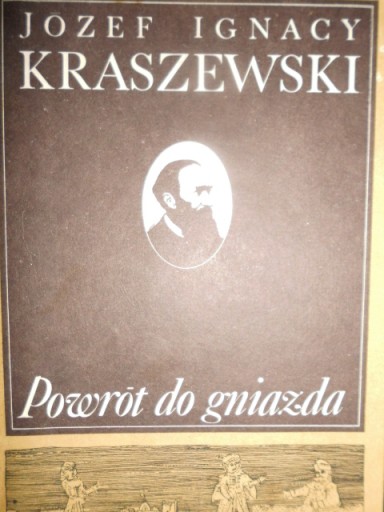 JOZEF IGNACY
KRASZEWSKI
Powrót do gniazda